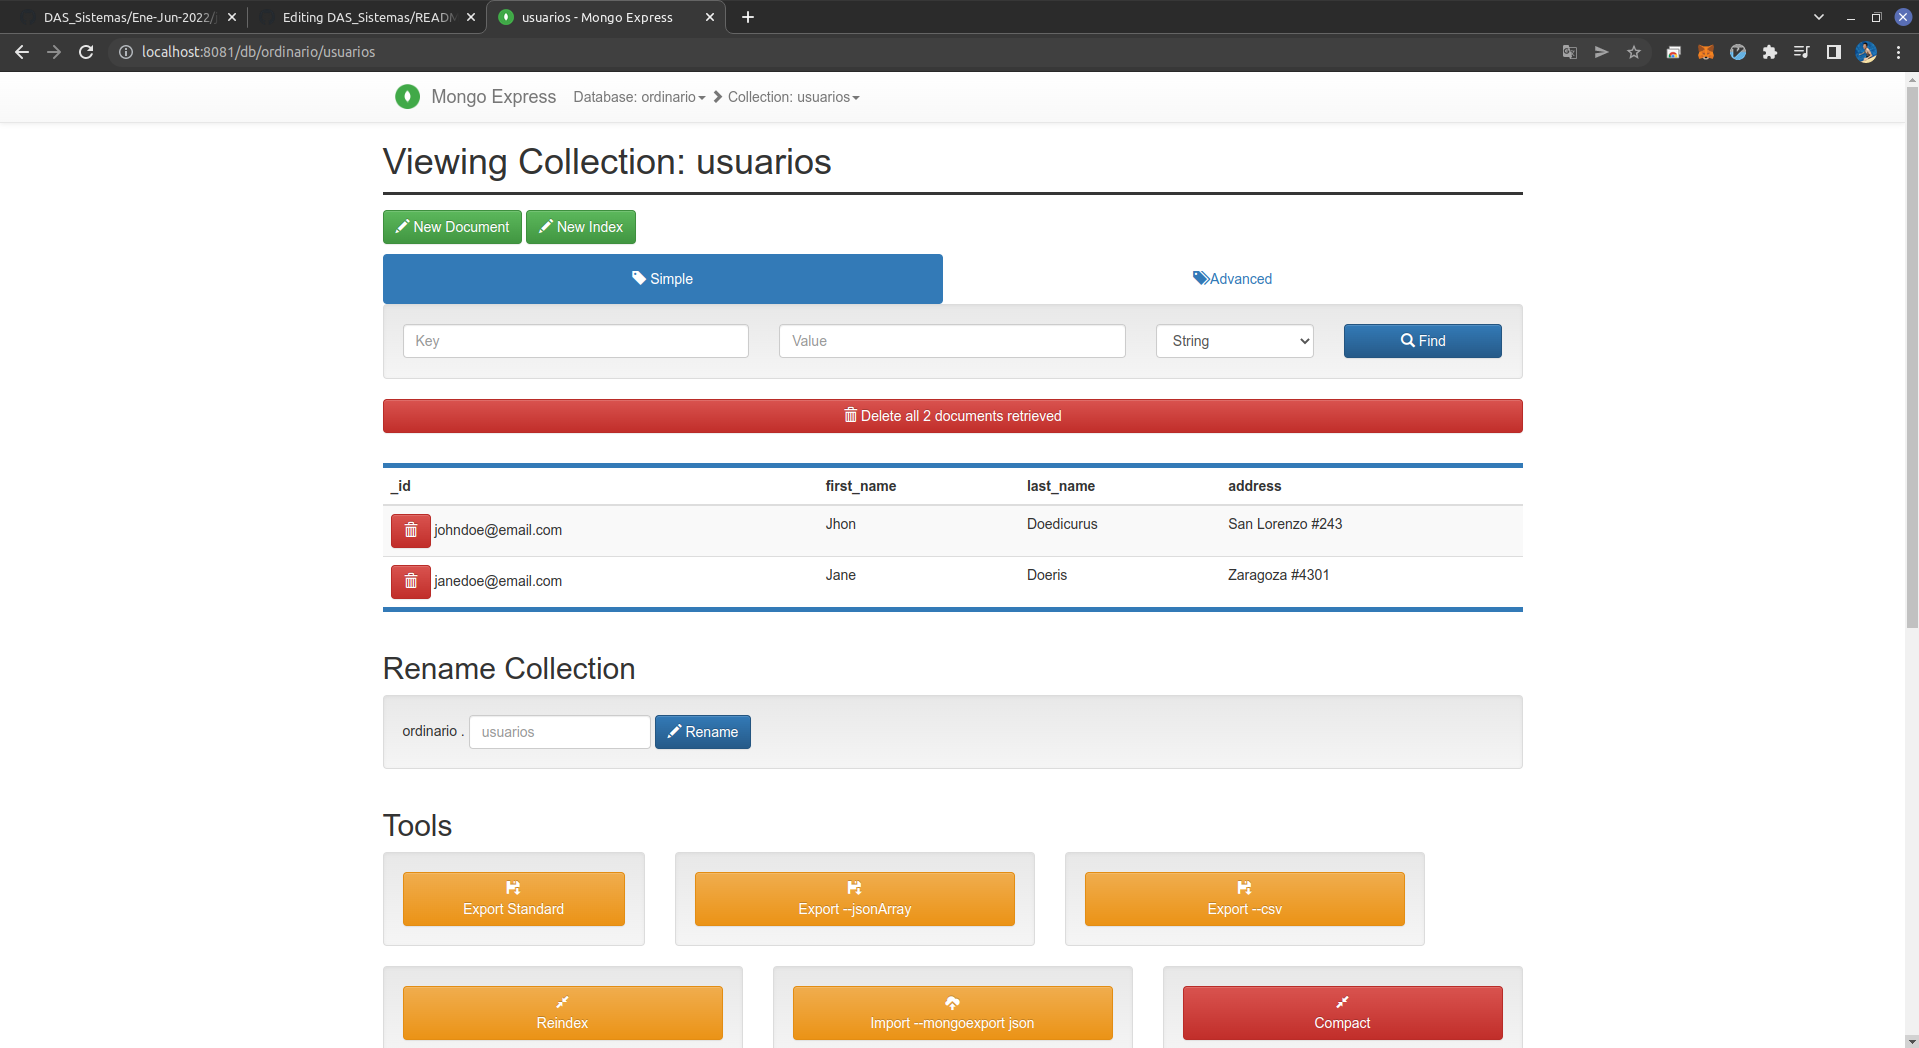 DAS_Sistemas/Ene-Jun-2022/
Editing DAS_Sistemas/READM
usuarios - Mongo Express
localhost:8081/db/ordinario/usuarios
Mongo Express Database: ordinario Collection: usuarios
Viewing Collection: usuarios
New Document New Index
Simple Advanced
Key Value String Find
Delete all 2 documents retrieved
_id first_name last_name address
johndoe@email.com Jhon Doedicurus San Lorenzo #243
janedoe@email.com Jane Doeris Zaragoza #4301
Rename Collection
ordinario . usuarios Rename
Tools
Export Standard Export --jsonArray Export --csv
Reindex Import --mongoexport json Compact